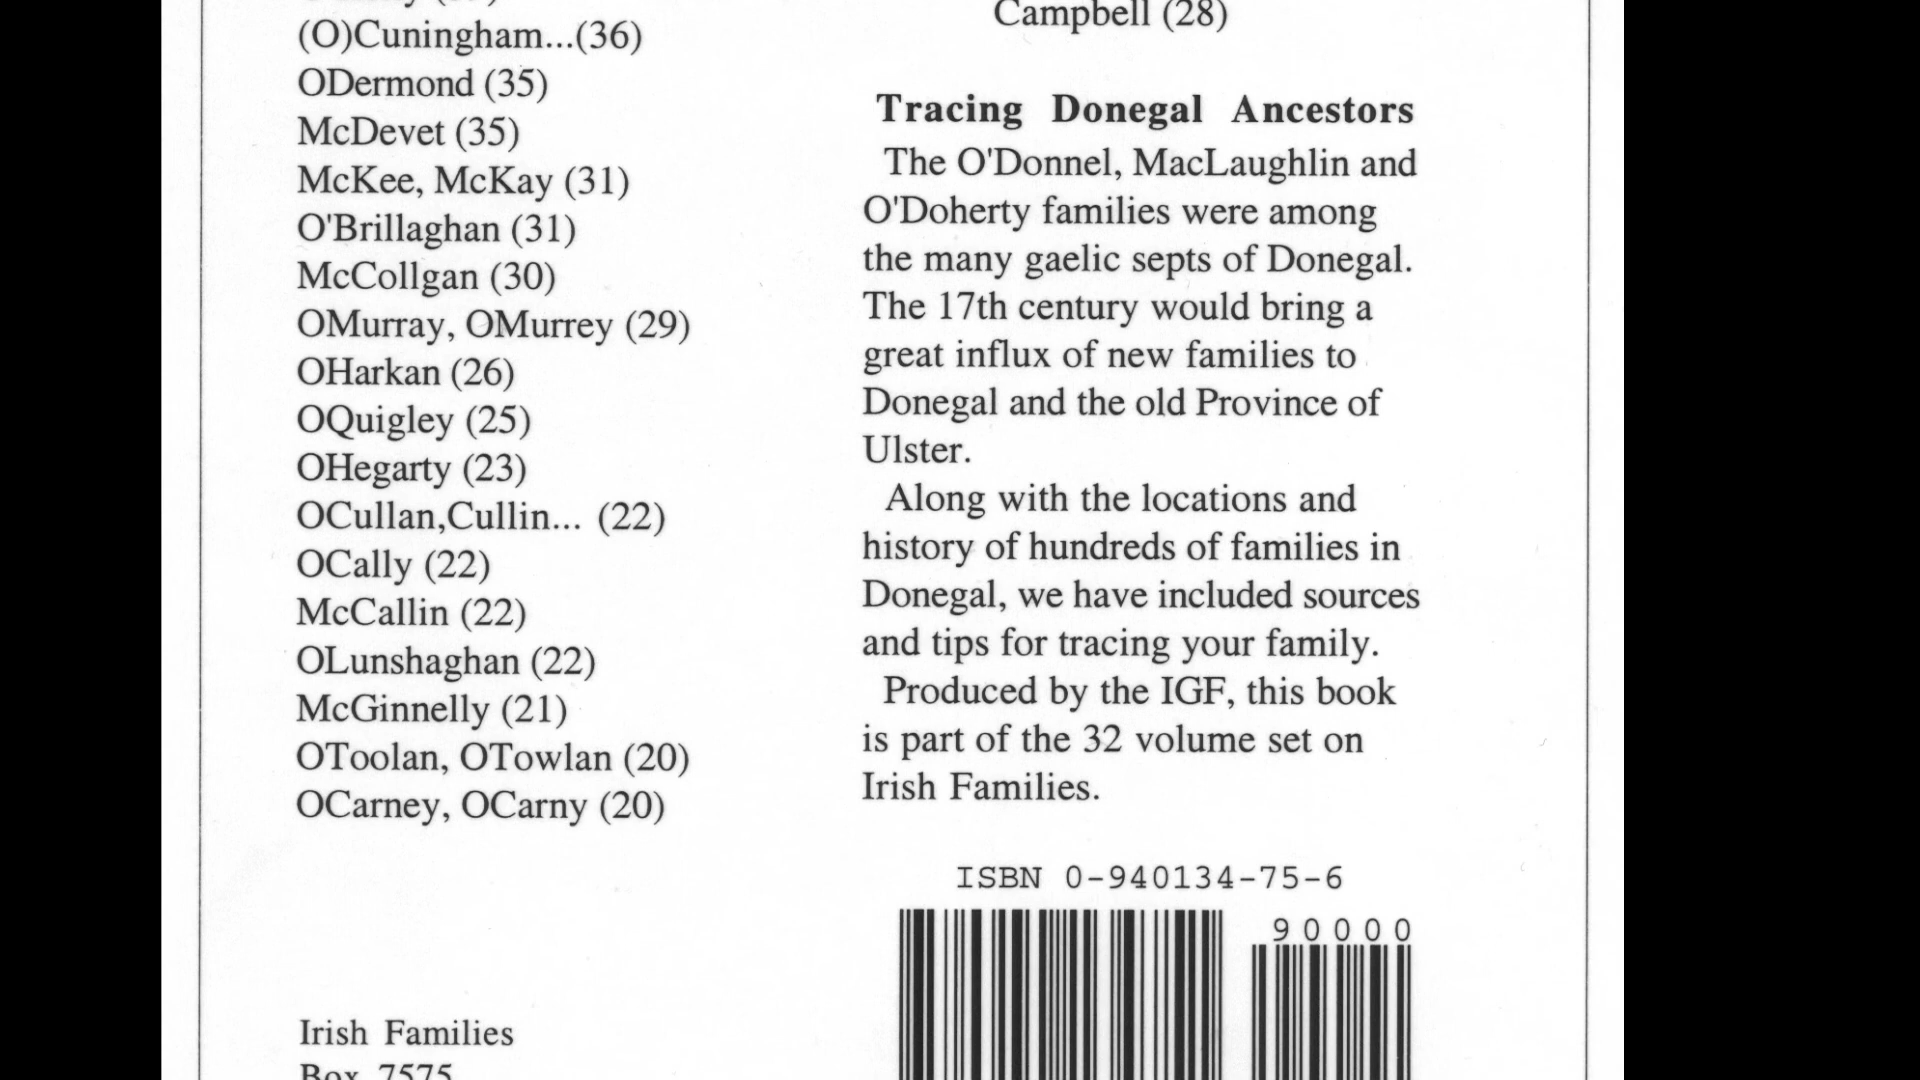 (O)Cuningham...(36)
ODermond (35)
McDevet (35)
McKee, McKay (31)
O'Brillaghan (31)
McCollgan (30)
OMurray, OMurrey (29)
OHarkan (26)
OQuigley (25)
OHegarty (23)
OCullan,Cullin... (22)
OCally (22)
McCallin (22)
OLunshaghan (22)
McGinnelly (21)
OToolan, OTowlan (20)
OCarney, OCarny (20)
Irish Families
Box 7575
Campbell (28)
Tracing Donegal Ancestors
The O'Donnel, MacLaughlin and
O'Doherty families were among
the many gaelic septs of Donegal.
The 17th century would bring a
great influx of new families to
Donegal and the old Province of
Ulster.
Along with the locations and
history of hundreds of families in
Donegal, we have included sources
and tips for tracing your family.
Produced by the IGF, this book
is part of the 32 volume set on
Irish Families.
ISBN 0-940134-75-6
90000